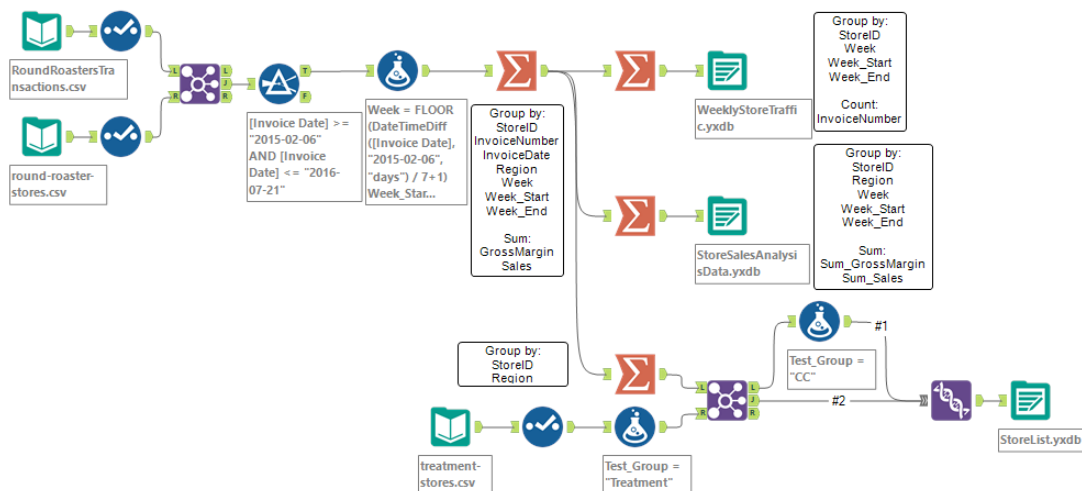 RoundRoastersTra
nsactions.csv
L
R
L
J
R
T
F
round-roaster-
stores.csv
[Invoice Date] >=
"2015-02-06"
AND [Invoice
Date] <= "2016-
07-21"
Week = FLOOR
(DateTimeDiff
([Invoice Date],
"2015-02-06",
"days") / 7+1)
Week_Star...
Group by:
StoreID
InvoiceNumber
InvoiceDate
Region
Week
Week_Start
Week_End
Sum:
GrossMargin
Sales
WeeklyStoreTraffi
c.yxdb
Group by:
StoreID
Week
Week_Start
Week_End
Count:
InvoiceNumber
StoreSalesAnalysi
sData.yxdb
Group by:
StoreID
Region
Week
Week_Start
Week_End
Sum:
Sum_GrossMargin
Sum_Sales
Group by:
StoreID
Region
treatment-
stores.csv
Test_Group =
"Treatment"
L
R
L
J
R
Test_Group =
"CC"
#1
#2
StoreList.yxdb